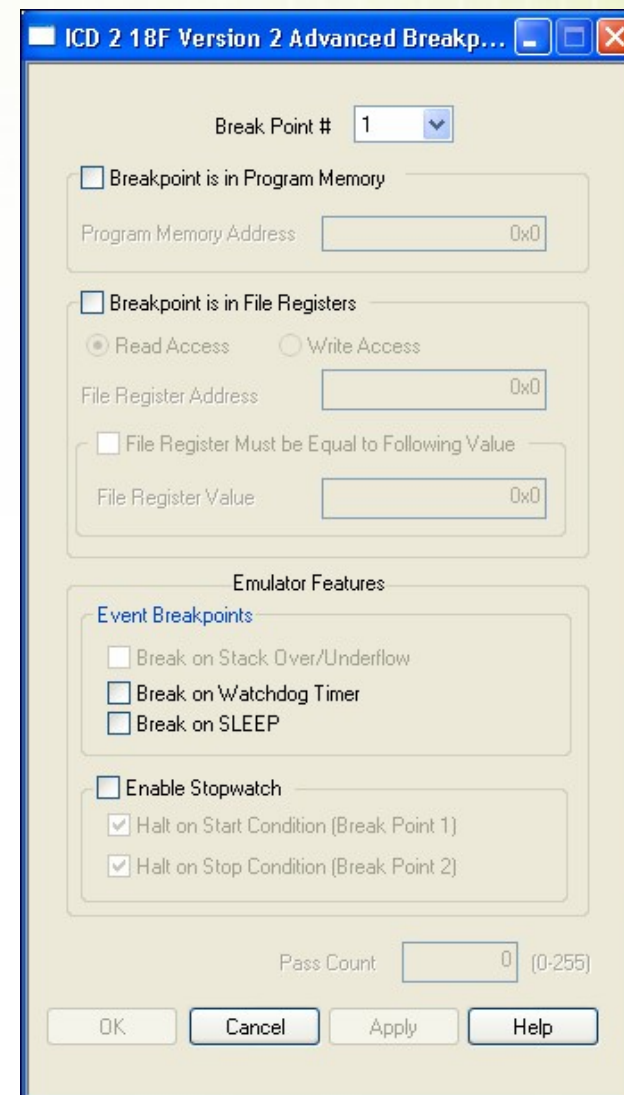 ICD 2 18F Version 2 Advanced Breakp...
Break Point # 1
Breakpoint is in Program Memory
Program Memory Address 0x0
Breakpoint is in File Registers
Read Access Write Access
File Register Address 0x0
File Register Must be Equal to Following Value
File Register Value 0x0
Emulator Features
Event Breakpoints
Break on Stack Over/Underflow
Break on Watchdog Timer
Break on SLEEP
Enable Stopwatch
Halt on Start Condition (Break Point 1)
Halt on Stop Condition (Break Point 2)
Pass Count 0 (0-255)
OK Cancel Apply Help